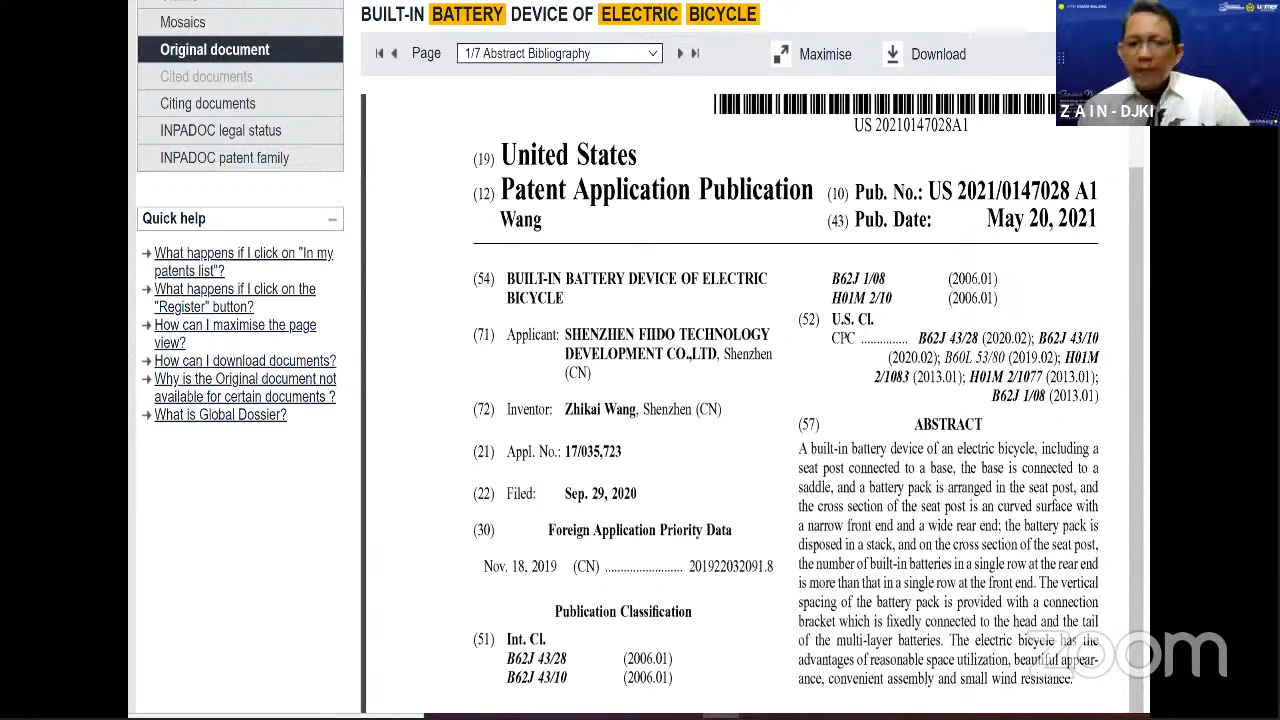 BUILT-IN BATTERY DEVICE OF ELECTRIC BICYCLE
Mosaics
Original document
Cited documents
Citing documents
INPADOC legal status
INPADOC patent family
Quick help
What happens if I click on "In my
patents list"?
What happens if I click on the
"Register" button?
How can I maximise the page
view?
How can I download documents?
Why is the Original document not
available for certain documents ?
What is Global Dossier?
Page
1/7 Abstract Bibliography
Maximise
Download
Z A I N - DJKI
US 20210147028A1
(19) United States
(12) Patent Application Publication
Wang
(10) Pub. No.: US 2021/0147028 A1
(43) Pub. Date: May 20, 2021
(54) BUILT-IN BATTERY DEVICE OF ELECTRIC
BICYCLE
(71) Applicant: SHENZHEN FIIDO TECHNOLOGY
DEVELOPMENT CO.,LTD, Shenzhen
(CN)
(72) Inventor: Zhikai Wang, Shenzhen (CN)
(21) Appl. No.: 17/035,723
(22) Filed: Sep. 29, 2020
(30) Foreign Application Priority Data
Nov. 18, 2019 (CN) ......................... 201922032091.8
Publication Classification
(51) Int. Cl.
B62J 43/28 (2006.01)
B62J 43/10 (2006.01)
B62J 1/08 (2006.01)
H01M 2/10 (2006.01)
(52) U.S. Cl.
CPC .............. B62J 43/28 (2020.02); B62J 43/10
(2020.02); B60L 53/80 (2019.02); H01M
2/1083 (2013.01); H01M 2/1077 (2013.01);
B62J 1/08 (2013.01)
(57) ABSTRACT
A built-in battery device of an electric bicycle, including a
seat post connected to a base, the base is connected to a
saddle, and a battery pack is arranged in the seat post, and
the cross section of the seat post is an curved surface with
a narrow front end and a wide rear end; the battery pack is
disposed in a stack, and on the cross section of the seat post,
the number of built-in batteries in a single row at the rear end
is more than that in a single row at the front end. The vertical
spacing of the battery pack is provided with a connection
bracket which is fixedly connected to the head and the tail
of the multi-layer batteries. The electric bicycle has the
advantages of reasonable space utilization, beautiful appear-
ance, convenient assembly and small wind resistance.
zoom